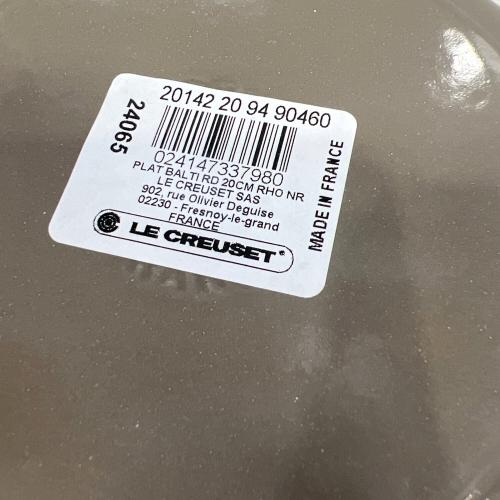 20142 20 94 90460
24065
024147337980
PLAT BALTI RD 20CM RHO NR
LE CREUSET SAS
902, rue Olivier Deguise
02230 - Fresnoy-le-grand
FRANCE
LE CREUSET
MADE IN FRANCE